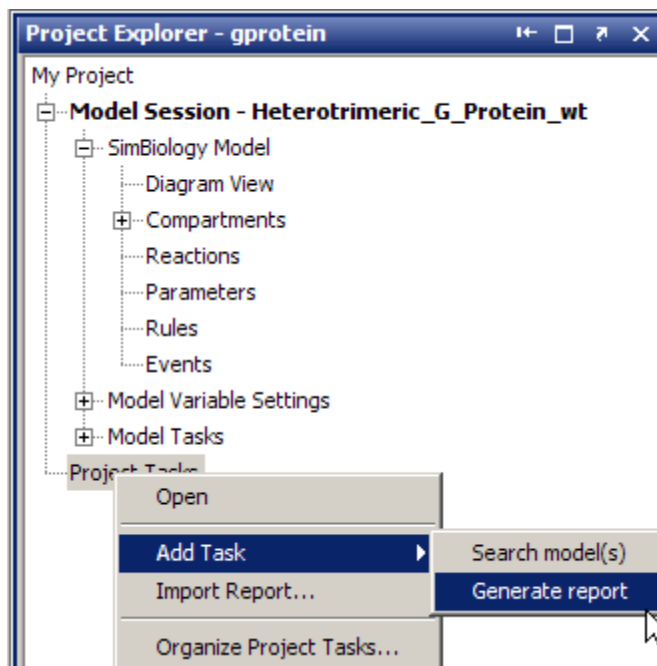 Project Explorer - gprotein
My Project
Model Session - Heterotrimeric_G_Protein_wt
SimBiology Model
Diagram View
Compartments
Reactions
Parameters
Rules
Events
Model Variable Settings
Model Tasks
Project Tasks
Open
Add Task
Search model(s)
Import Report...
Generate report
Organize Project Tasks...